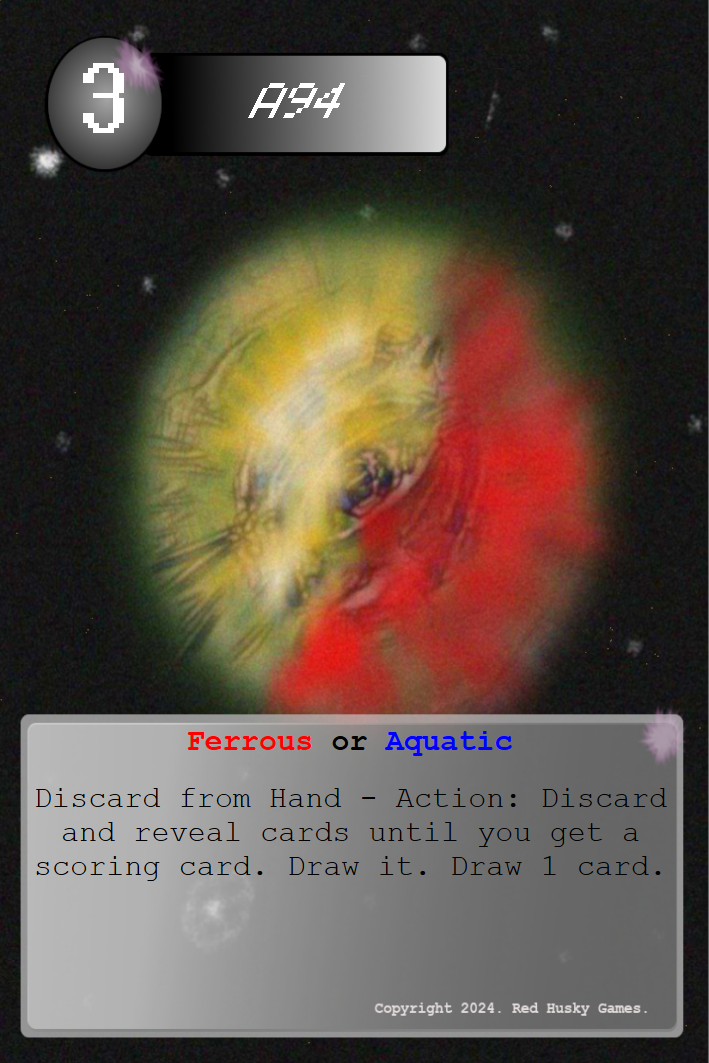 3
A94
Ferrous or Aquatic
Discard from Hand - Action: Discard
and reveal cards until you get a
scoring card. Draw it. Draw 1 card.
Copyright 2024. Red Husky Games.